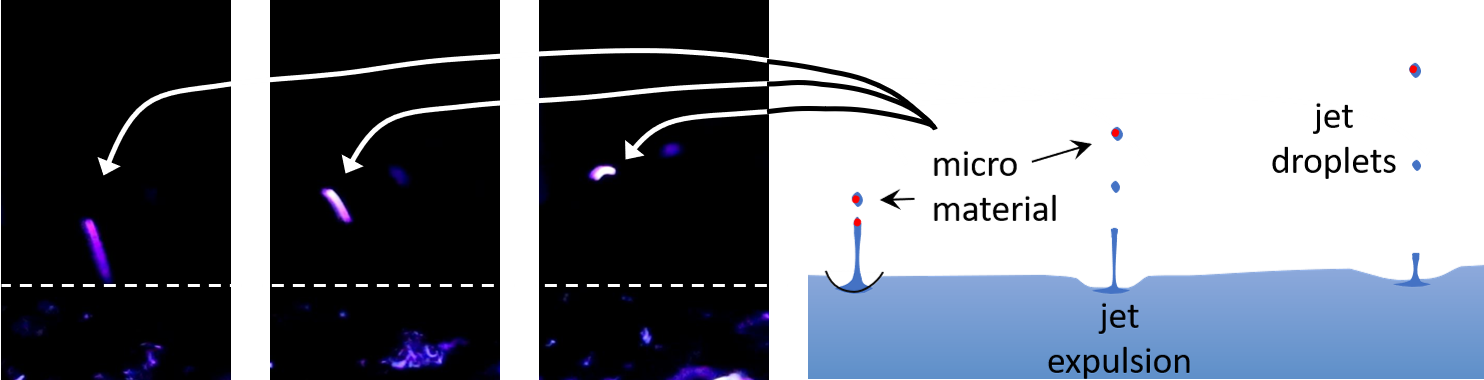 micro
material
jet
droplets
jet
expulsion